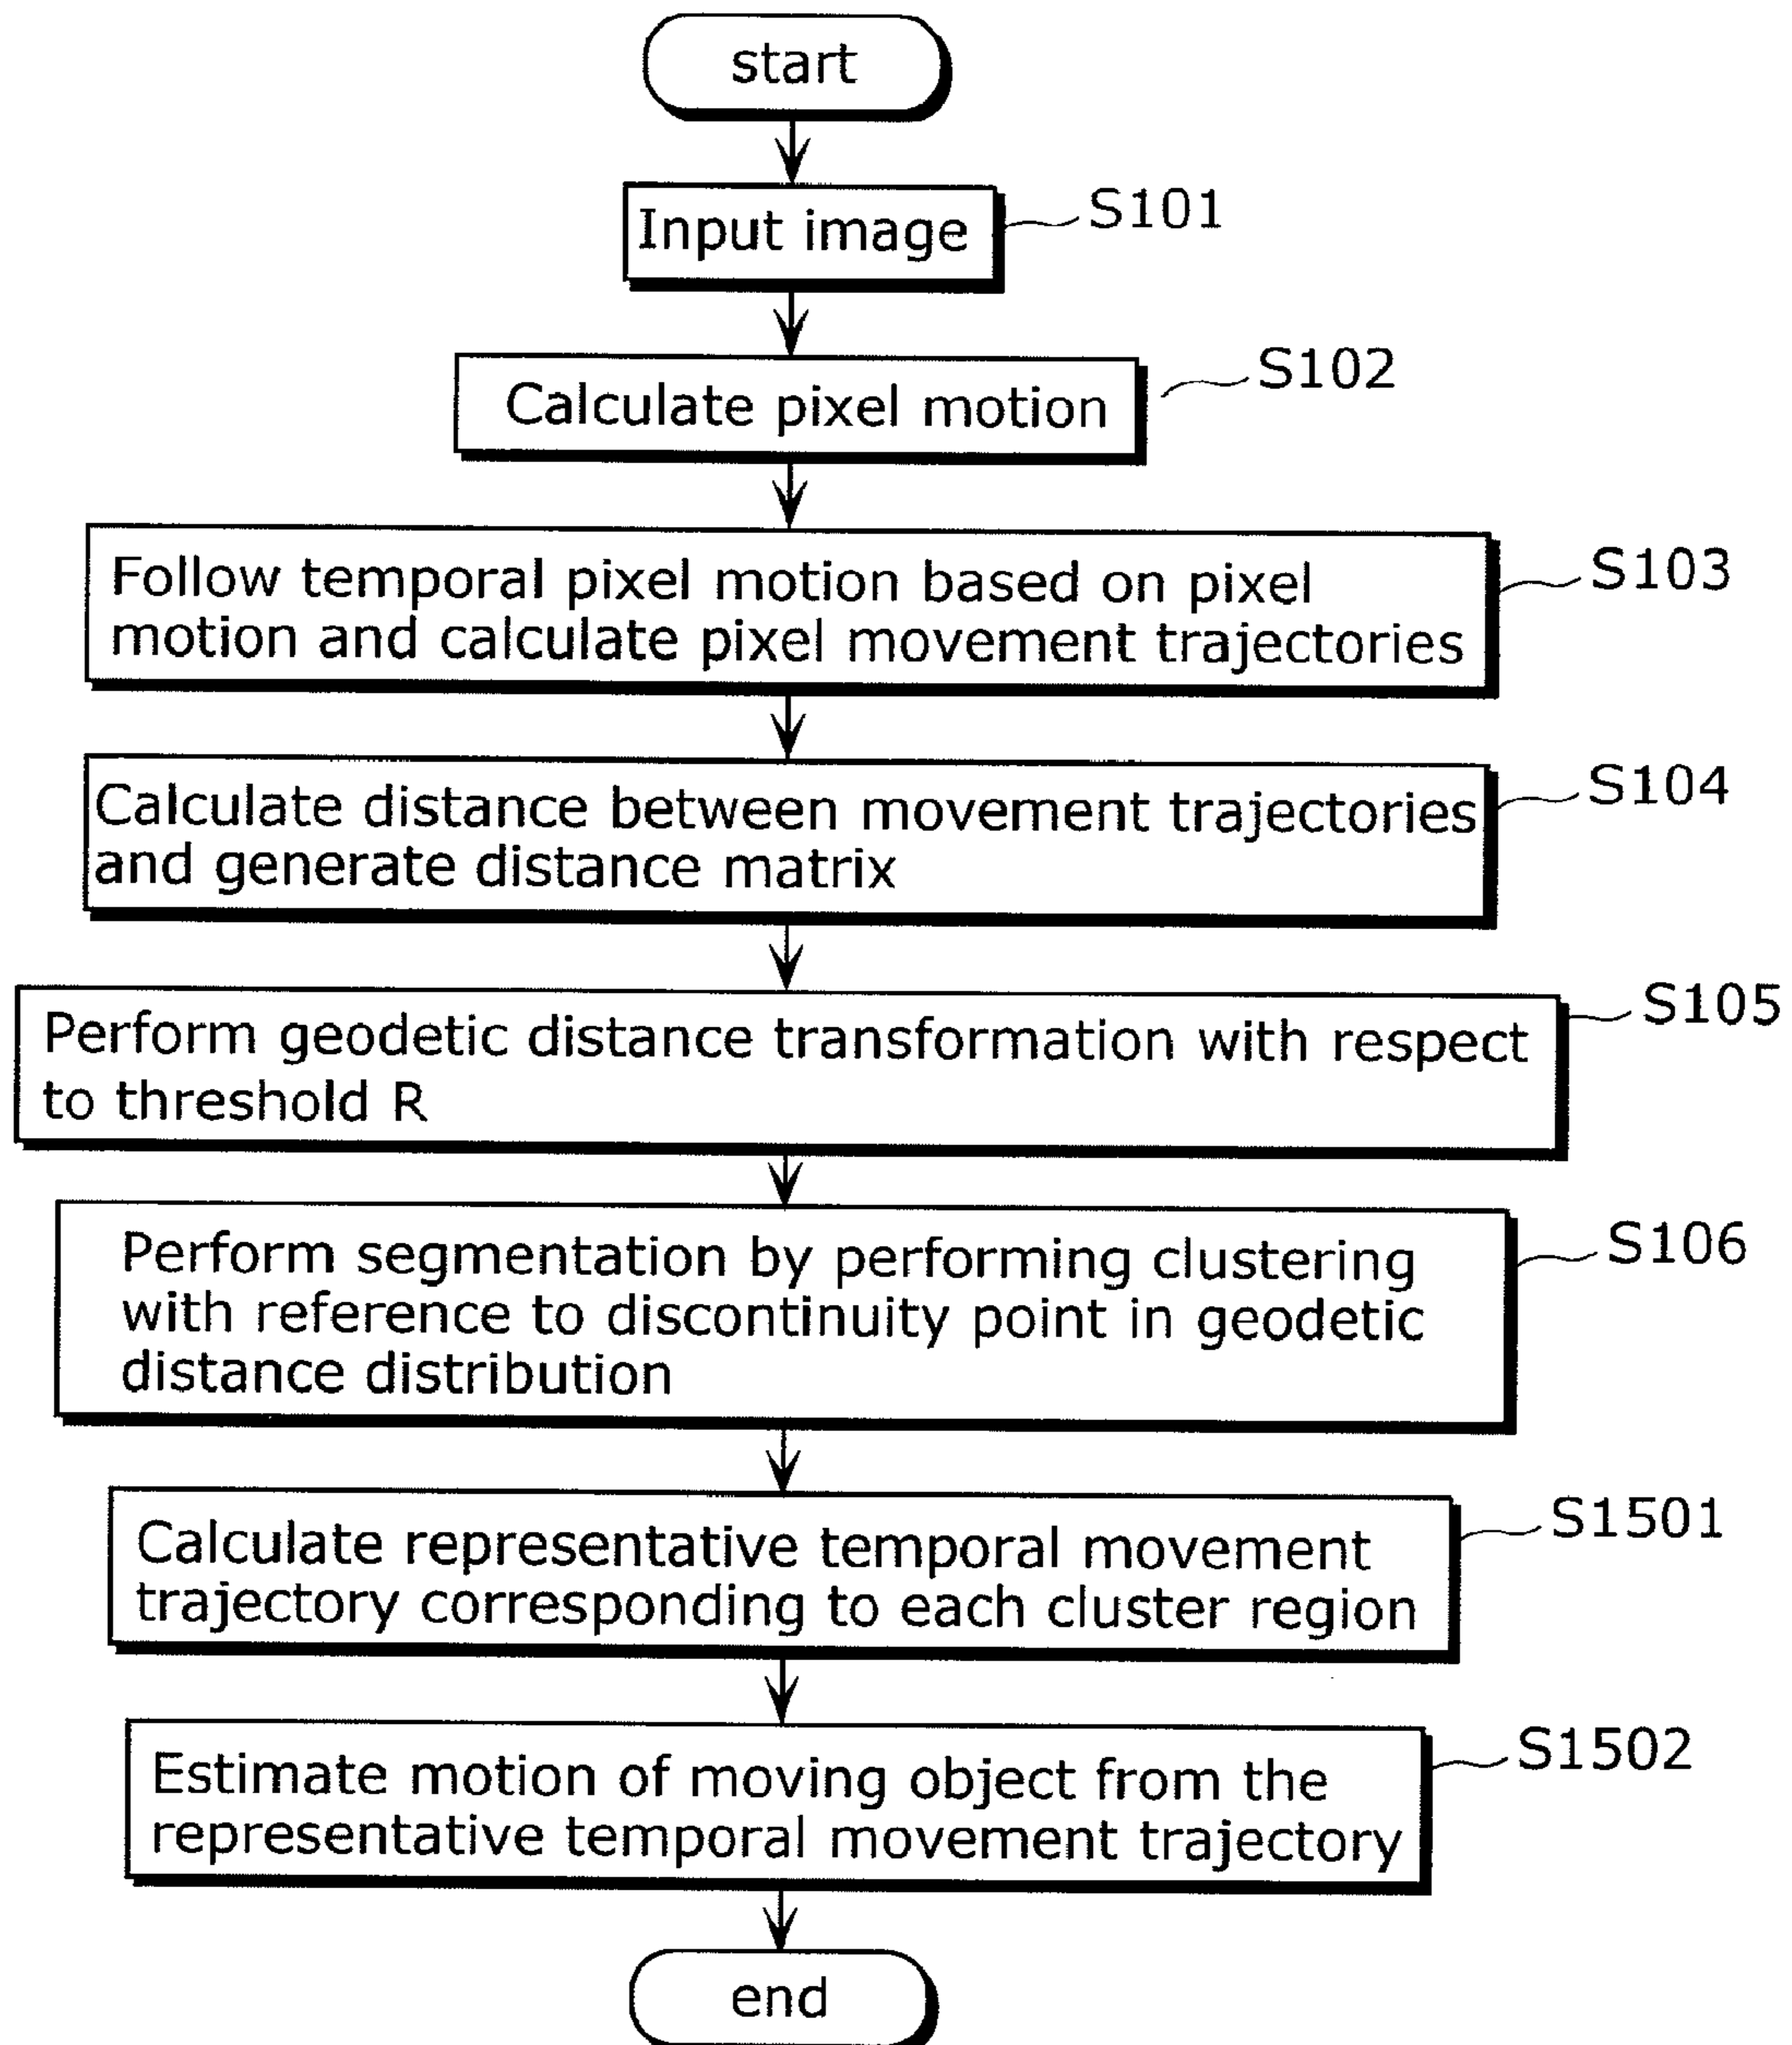 start
Input image
S101
Calculate pixel motion
S102
Follow temporal pixel motion based on pixel
motion and calculate pixel movement trajectories
S103
Calculate distance between movement trajectories
and generate distance matrix
S104
Perform geodetic distance transformation with respect
to threshold R
S105
Perform segmentation by performing clustering
with reference to discontinuity point in geodetic
distance distribution
S106
Calculate representative temporal movement
trajectory corresponding to each cluster region
S1501
Estimate motion of moving object from the
representative temporal movement trajectory
S1502
end